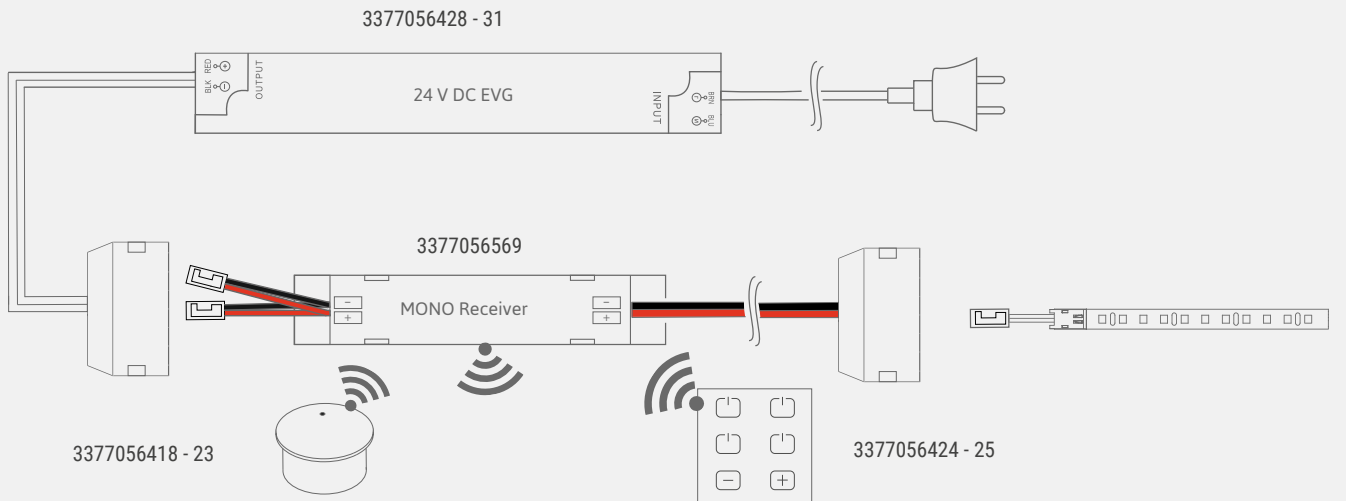 3377056428 - 31
RED
BLK
OUTPUT
24 V DC EVG
INPUT
BRN
BLU
3377056569
MONO Receiver
-
+
-
+
3377056418 - 23
3377056424 - 25
-
+